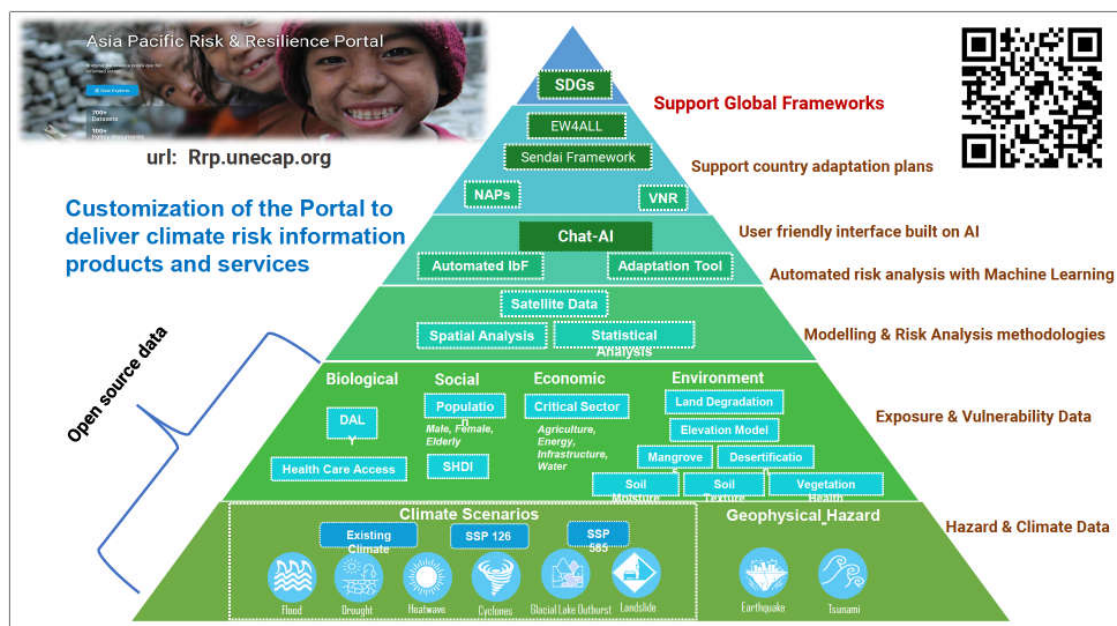 Asia Pacific Risk & Resilience Portal
Data Explorer
700+
Datasets
100+
url: Rrp.unecap.org
Customization of the Portal to
deliver climate risk information
products and services
Open source data
SDGs
Support Global Frameworks
EW4ALL
Sendai Framework
Support country adaptation plans
NAPs
VNR
Chat-AI
User friendly interface built on AI
Automated IbF
Adaptation Tool
Automated risk analysis with Machine Learning
Satellite Data
Spatial Analysis
Statistical
Analysis
Modelling & Risk Analysis methodologies
Biological
DAL
Y
Health Care Access
Social
Populatio
n
Male, Female,
Elderly
SHDI
Economic
Critical Sector
Agriculture,
Energy,
Infrastructure,
Water
Environment
Land Degradation
Elevation Model
Mangrove
s
Desertificatio
n
Soil
Moisture
Soil
Texture
Vegetation
Health
Exposure & Vulnerability Data
Climate Scenarios
Existing
Climate
SSP 126
SSP
585
Flood
Drought
Heatwave
Cyclones
Glacial Lake Outburst
Landslide
Geophysical_Hazard
Earthquake
Tsunami
Hazard & Climate Data